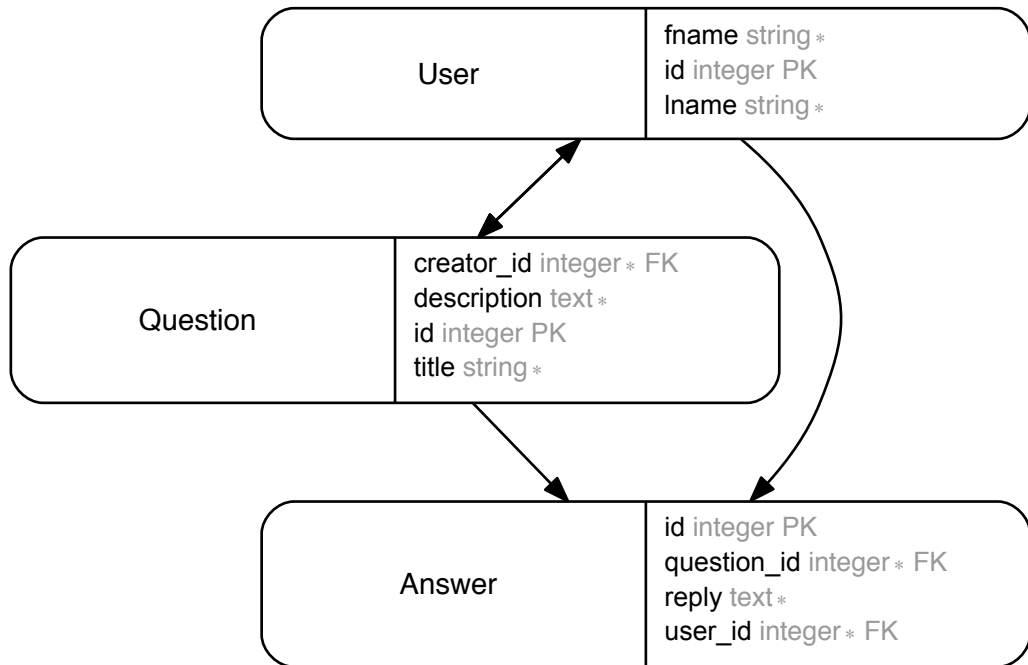 User
fname string*
id integer PK
lname string*
Question
creator_id integer* FK
description text*
id integer PK
title string*
Answer
id integer PK
question_id integer* FK
reply text*
user_id integer* FK